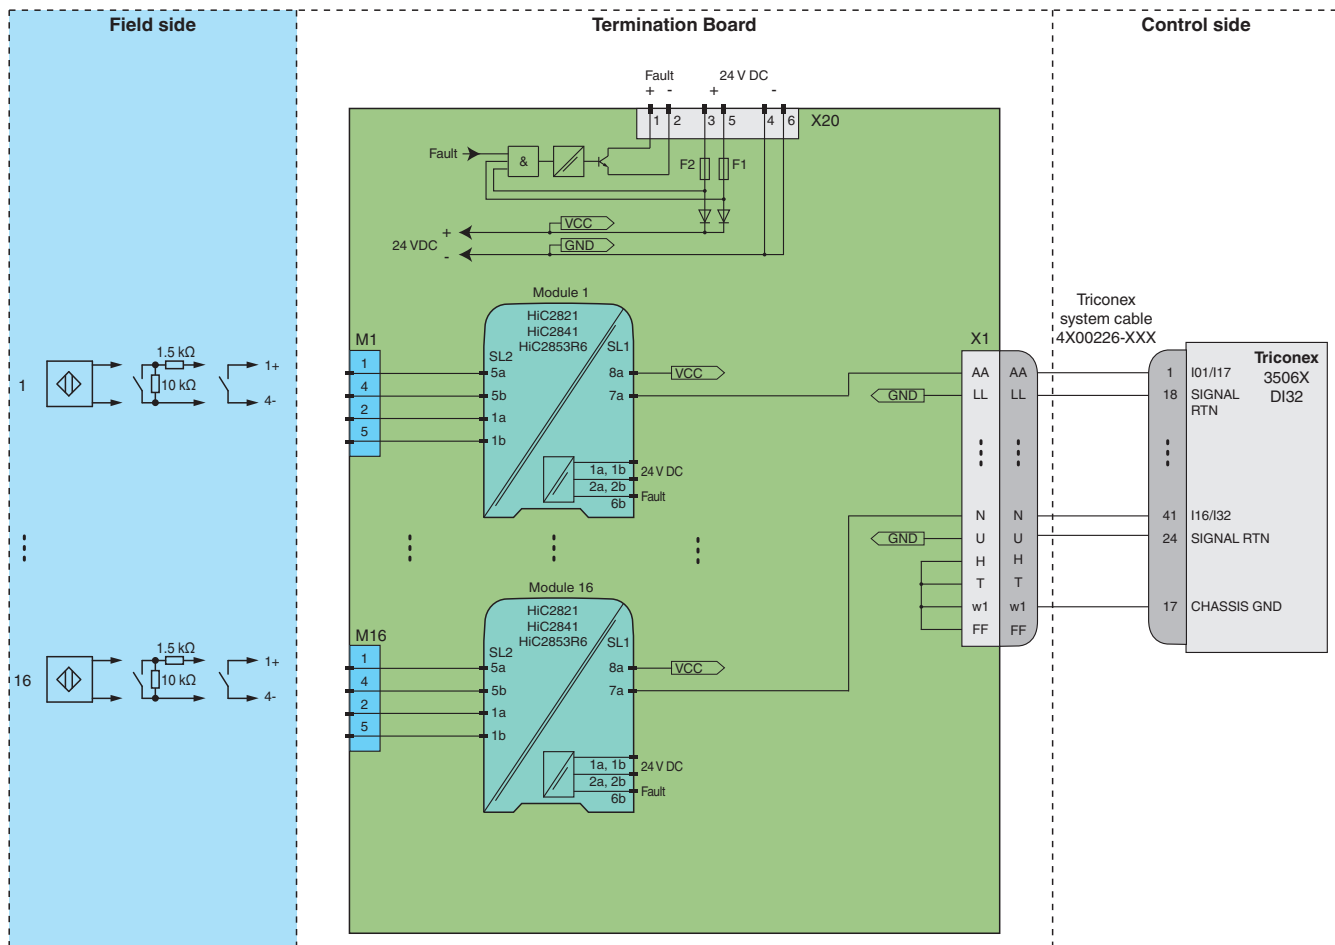 Field side
Termination Board
Control side
Fault
24 V DC
+ -
+ -
1 2 3 5 4 6
X20
Fault
&
F2
F1
VCC
+
24 VDC
-
GND
Module 1
HiC2821
HiC2841
HiC2853R6
SL2
SL1
M1
1
4
2
5
5a
5b
1a
1b
8a
7a
VCC
1a, 1b
2a, 2b
6b
24 V DC
Fault
1
1.5 kΩ
10 kΩ
1+
4-
X1
AA
LL
GND
N
U
GND
H
T
w1
FF
AA
LL
N
U
H
T
w1
FF
Triconex
system cable
4X00226-XXX
1
18
41
24
17
I01/I17
SIGNAL
RTN
I16/I32
SIGNAL RTN
CHASSIS GND
Triconex
3506X
DI32
Module 16
HiC2821
HiC2841
HiC2853R6
SL2
SL1
M16
1
4
2
5
5a
5b
1a
1b
8a
7a
VCC
1a, 1b
2a, 2b
6b
24 V DC
Fault
16
1.5 kΩ
10 kΩ
1+
4-